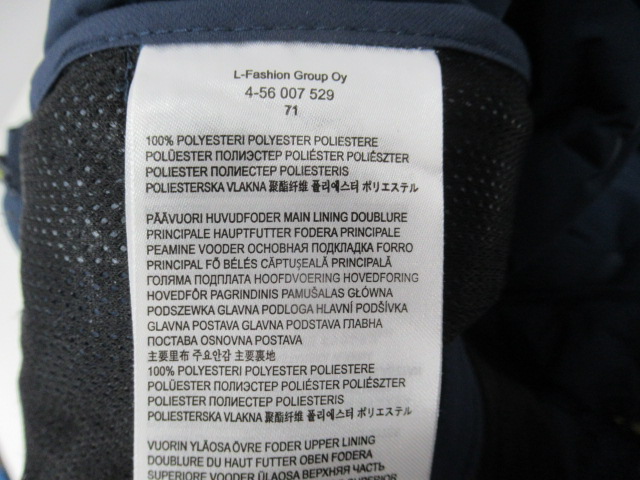 L-Fashion Group Oy
4-56 007 529
71
100% POLYESTERI POLYESTER POLIESTERE
POLÜESTER ПОЛИЭСТЕР POLIÉSTER POLIÉSZTER
POLIESTER ПОЛИЕСТЕР POLIESTERIS
POLIESTERSKA VLAKNA 聚酯纤维 폴리에스터 ポリエステル
PÄÄVUORI HUVUDFODER MAIN LINING DOUBLURE
PRINCIPALE HAUPTFUTTER FODERA PRINCIPALE
PEAMINE VOODER ОСНОВНАЯ ПОДКЛАДКА FORRO
PRINCIPAL FŐ BÉLÉS CĂPTUȘEALĂ PRINCIPALĂ
ГОЛЯМА ПОДПЛАТА HOOFDVOERING HOVEDFORING
HOVEDFÔR PAGRINDINIS PAMUŠALAS GŁÓWNA
PODSZEWKA GLAVNA PODLOGA HLAVNÍ PODŠÍVKA
GLAVNA POSTAVA GLAVNA PODSTAVA ГЛАВНА
ПОСТАВА OSNOVNA POSTAVA
主要里布 주요안감 主要裏地
100% POLYESTERI POLYESTER POLIESTERE
POLÜESTER ПОЛИЭСТЕР POLIÉSTER POLIÉSZTER
POLIESTER ПОЛИЕСТЕР POLIESTERIS
POLIESTERSKA VLAKNA 聚酯纤维 폴리에스터 ポリエステル
VUORIN YLÄOSA ÖVRE FODER UPPER LINING
DOUBLURE DU HAUT FUTTER OBEN FODERA
SUPERIORE VOODER ÜLAOSA ВЕРХНЯЯ ЧАСТЬ